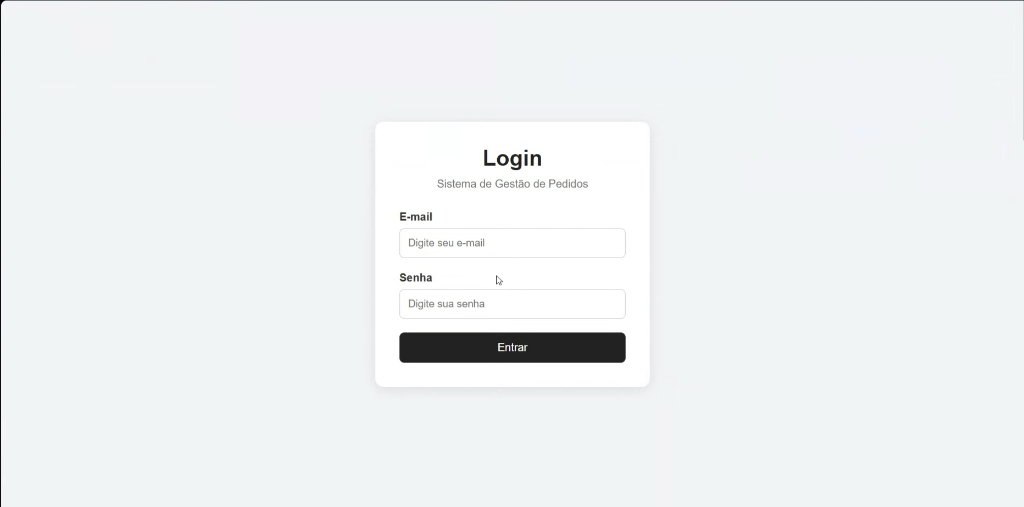 Login
Sistema de Gestão de Pedidos
E-mail
Digite seu e-mail
Senha
Digite sua senha
Entrar